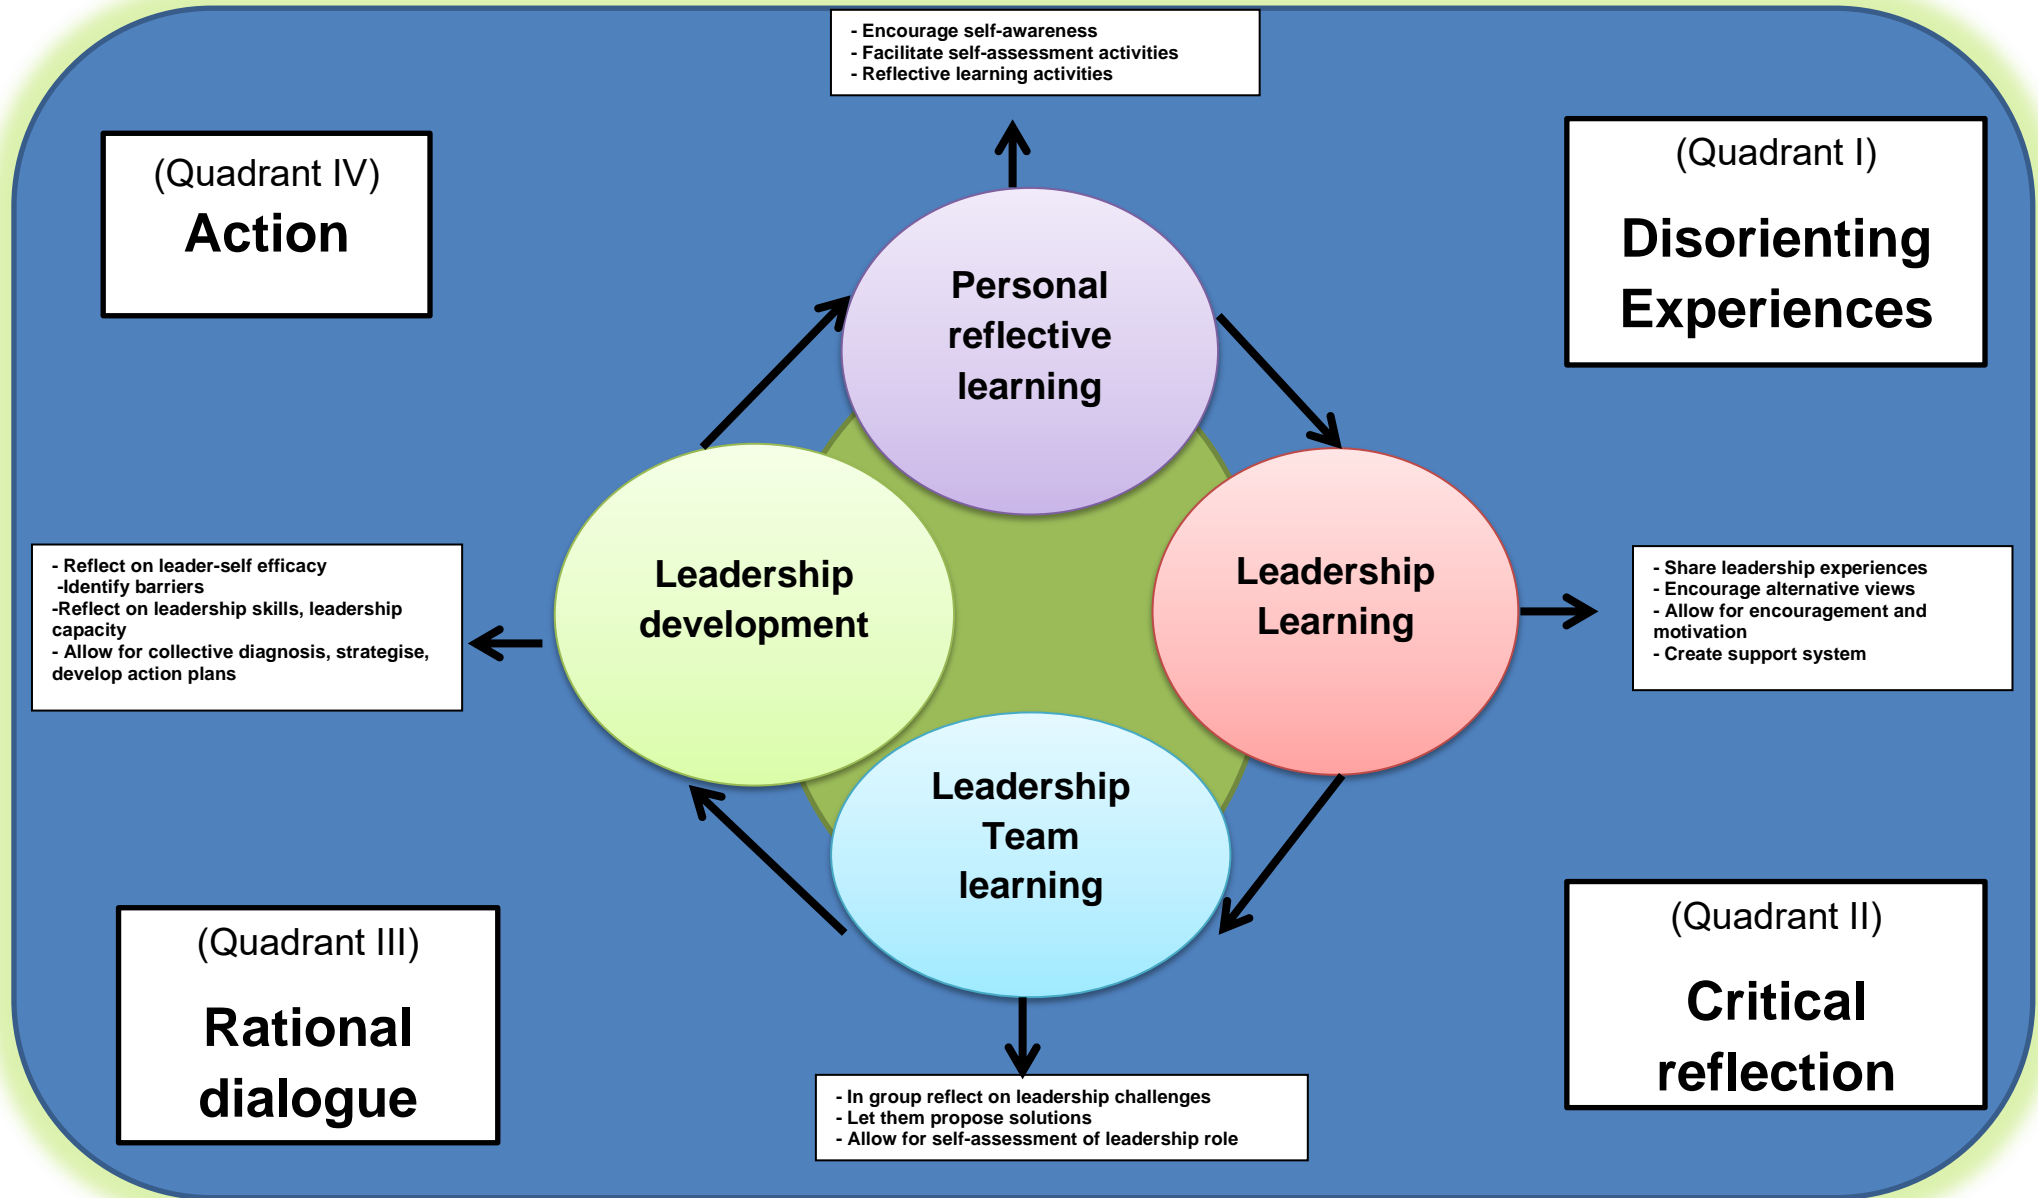 - Encourage self-awareness
- Facilitate self-assessment activities
- Reflective learning activities
(Quadrant IV)
Action
(Quadrant I)
Disorienting
Experiences
Personal
reflective
learning
Leadership
development
Leadership
Learning
- Reflect on leader-self efficacy
-Identify barriers
-Reflect on leadership skills, leadership
capacity
- Allow for collective diagnosis, strategise,
develop action plans
- Share leadership experiences
- Encourage alternative views
- Allow for encouragement and
motivation
- Create support system
Leadership
Team
learning
(Quadrant III)
Rational
dialogue
(Quadrant II)
Critical
reflection
- In group reflect on leadership challenges
- Let them propose solutions
- Allow for self-assessment of leadership role